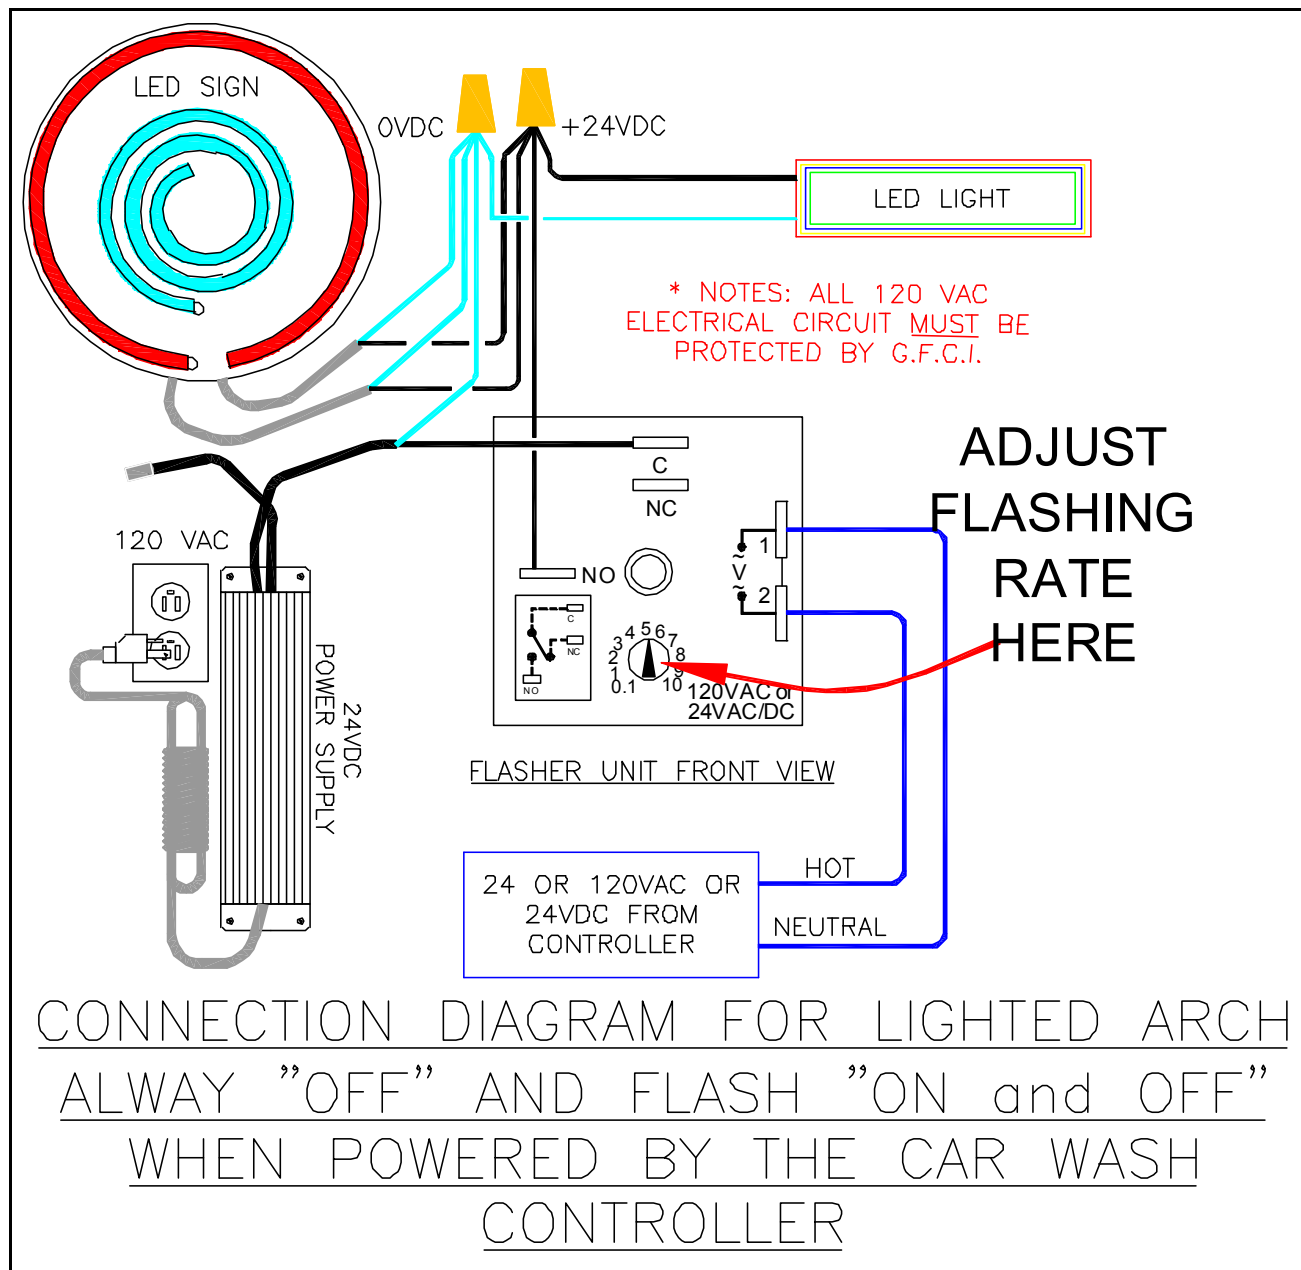 LED SIGN
0VDC
+24VDC
LED LIGHT
* NOTES: ALL 120 VAC
ELECTRICAL CIRCUIT MUST BE
PROTECTED BY G.F.C.I.
ADJUST
FLASHING
RATE
HERE
C
NC
NO
1
~
V
~
2
C
NC
NO
0.1
1
2
3
4
5
6
7
8
9
10
120VAC or
24VAC/DC
120 VAC
24VDC
POWER SUPPLY
FLASHER UNIT FRONT VIEW
24 OR 120VAC OR
24VDC FROM
CONTROLLER
HOT
NEUTRAL
CONNECTION DIAGRAM FOR LIGHTED ARCH
ALWAY "OFF" AND FLASH "ON and OFF"
WHEN POWERED BY THE CAR WASH
CONTROLLER